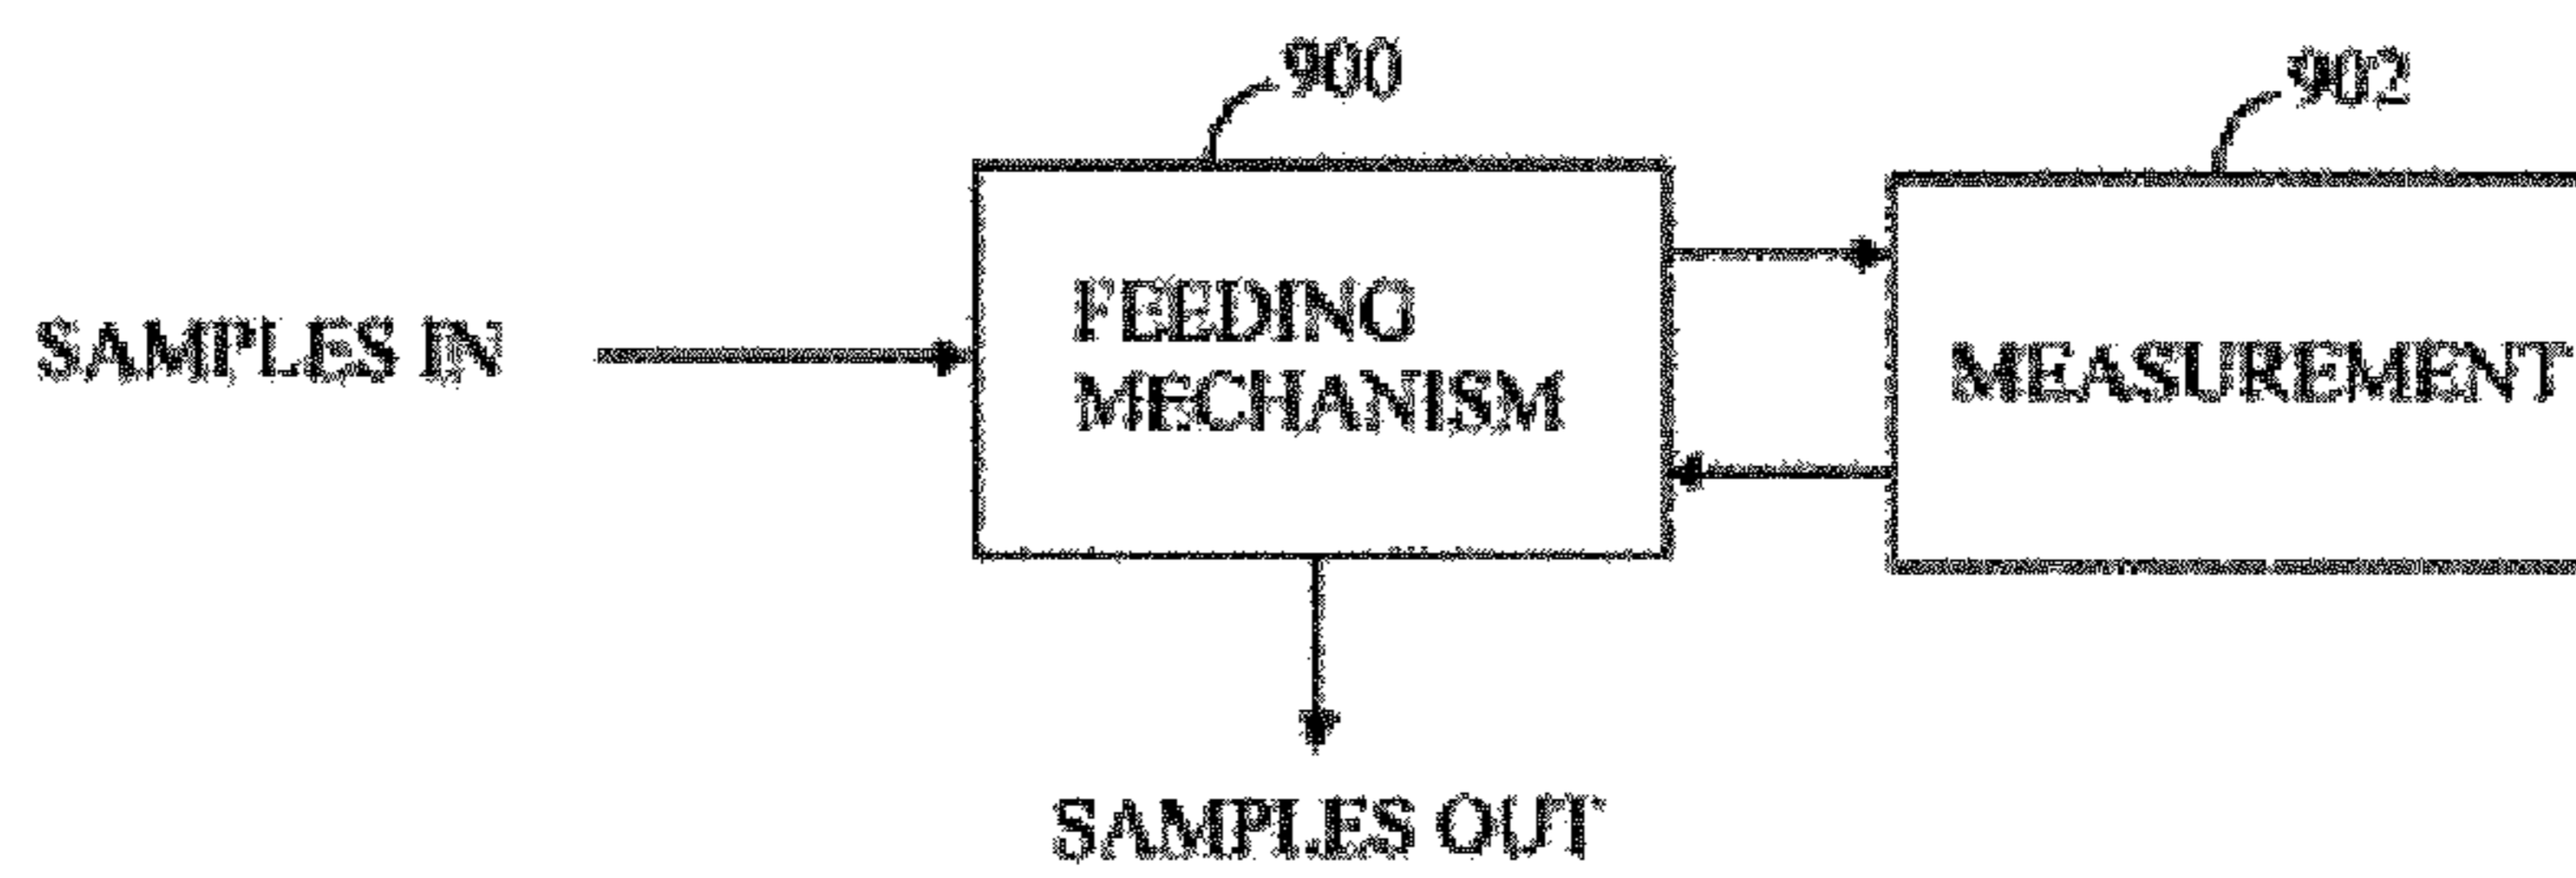 900
902
SAMPLES IN
FEEDING
MECHANISM
MEASUREMENT
SAMPLES OUT